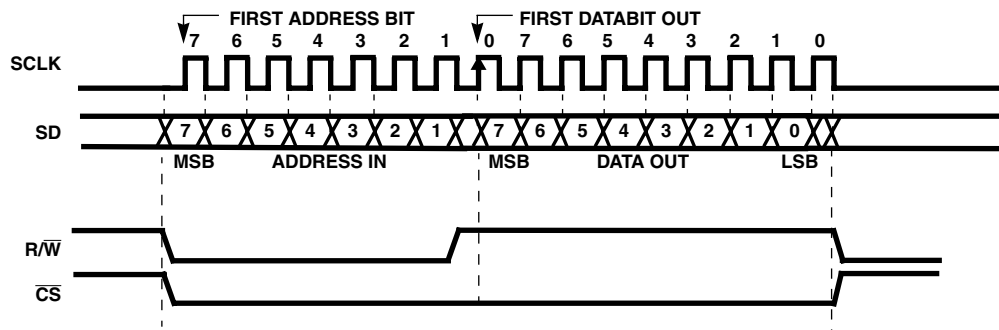 FIRST ADDRESS BIT FIRST DATABIT OUT
7 6 5 4 3 2 1 0 7 6 5 4 3 2 1 0
SCLK
SD 7 6 5 4 3 2 1 7 6 5 4 3 2 1 0
MSB ADDRESS IN MSB DATA OUT LSB
R/W̅
C̅S̅